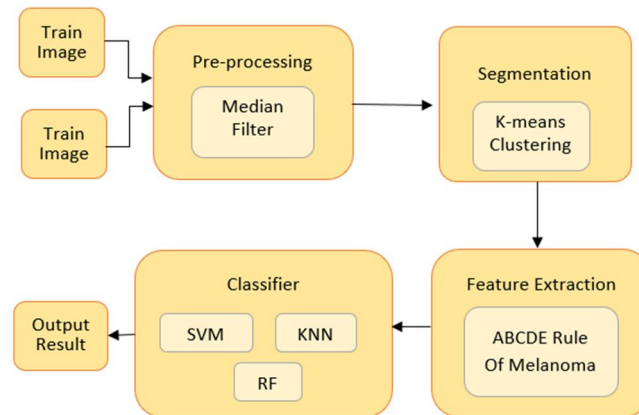 Train
Image
Train
Image
Pre-processing
Median
Filter
Segmentation
K-means
Clustering
Feature Extraction
ABCDE Rule
Of Melanoma
Classifier
SVM
KNN
RF
Output
Result